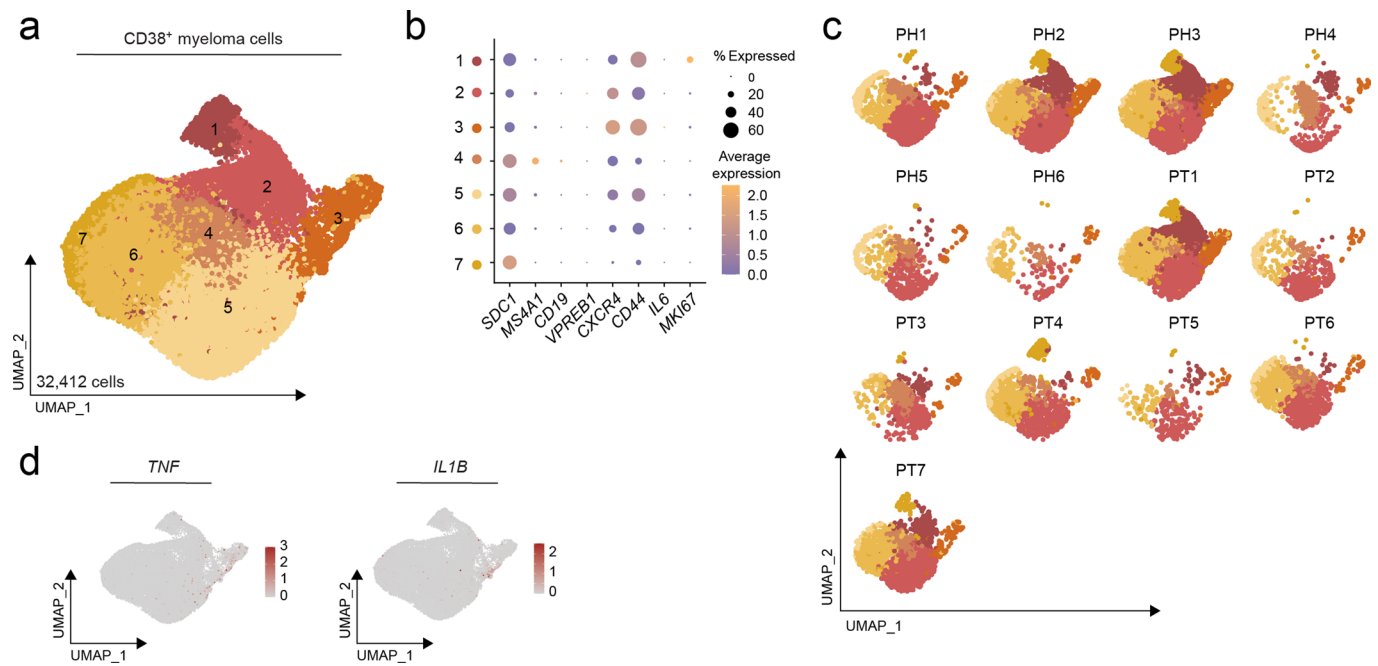 a
CD38⁺ myeloma cells
1
2
3
4
5
6
7
32,412 cells
UMAP_2
UMAP_1
b
1
2
3
4
5
6
7
SDC1
MS4A1
CD19
VPREB1
CXCR4
CD44
IL6
MKI67
% Expressed
0
20
40
60
Average
expression
2.0
1.5
1.0
0.5
0.0
c
PH1 PH2 PH3 PH4
PH5 PH6 PT1 PT2
PT3 PT4 PT5 PT6
PT7
UMAP_2
UMAP_1
d
TNF
3
2
1
0
UMAP_2
UMAP_1
IL1B
2
1
0
UMAP_2
UMAP_1